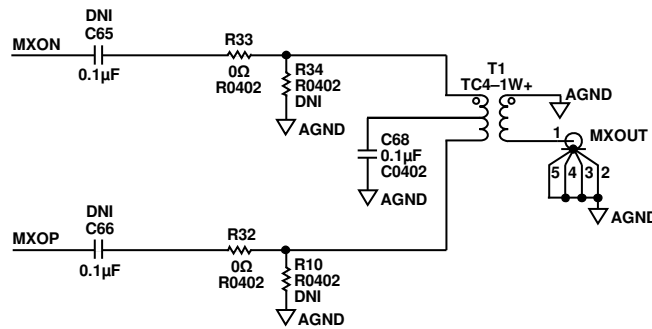 DNI
C65
MXON
0.1µF
R33
0Ω
R0402
R34
R0402
DNI
AGND
T1
TC4–1W+
AGND
C68
0.1µF
C0402
AGND
1
MXOUT
5
4
3
2
AGND
DNI
C66
MXOP
0.1µF
R32
0Ω
R0402
R10
R0402
DNI
AGND